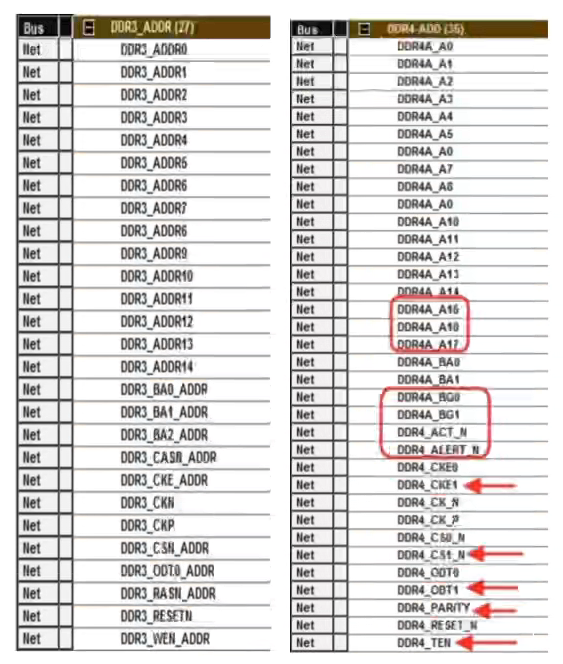 Bus DDR3_ADDR (27)
Net DDR3_ADDR0
Net DDR3_ADDR1
Net DDR3_ADDR2
Net DDR3_ADDR3
Net DDR3_ADDR4
Net DDR3_ADDR5
Net DDR3_ADDR6
Net DDR3_ADDR7
Net DDR3_ADDR6
Net DDR3_ADDR9
Net DDR3_ADDR10
Net DDR3_ADDR11
Net DDR3_ADDR12
Net DDR3_ADDR13
Net DDR3_ADDR14
Net DDR3_BA0_ADDR
Net DDR3_BA1_ADDR
Net DDR3_BA2_ADDR
Net DDR3_CASN_ADDR
Net DDR3_CKE_ADDR
Net DDR3_CKN
Net DDR3_CKP
Net DDR3_CSN_ADDR
Net DDR3_ODT0_ADDR
Net DDR3_RASN_ADDR
Net DDR3_RESETN
Net DDR3_WEN_ADDR
Bus DDR4-ADD (35)
Net DDR4A_A0
Net DDR4A_A1
Net DDR4A_A2
Net DDR4A_A3
Net DDR4A_A4
Net DDR4A_A5
Net DDR4A_A0
Net DDR4A_A7
Net DDR4A_A8
Net DDR4A_A0
Net DDR4A_A10
Net DDR4A_A11
Net DDR4A_A12
Net DDR4A_A13
Net DDR4A_A14
Net DDR4A_A15
Net DDR4A_A10
Net DDR4A_A17
Net DDR4A_BA0
Net DDR4A_BA1
Net DDR4A_BG0
Net DDR4A_BG1
Net DDR4_ACT_N
Net DDR4_ALERT_N
Net DDR4_CKE0
Net DDR4_CKE1
Net DDR4_CK_N
Net DDR4_CK_P
Net DDR4_CS0_N
Net DDR4_CS1_N
Net DDR4_ODT0
Net DDR4_ODT1
Net DDR4_PARITY
Net DDR4_RESET_N
Net DDR4_TEN